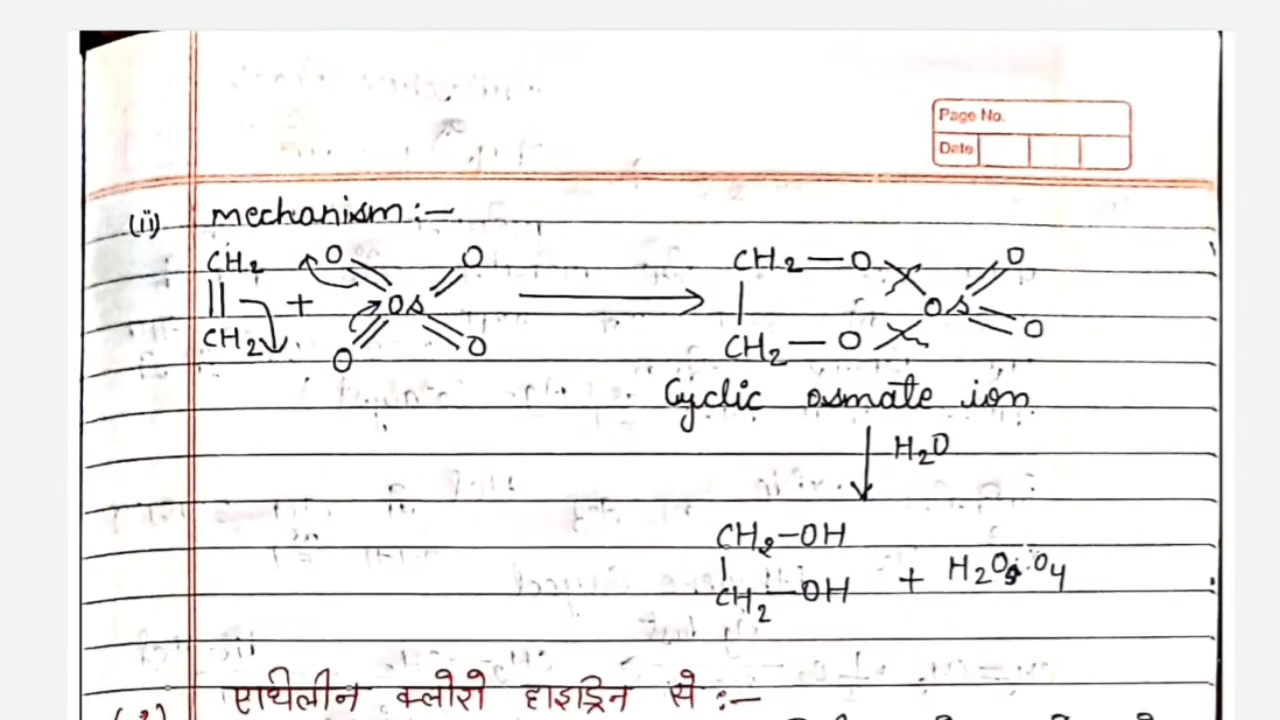 Page No.
Date
(ii) mechanism:-
CH2 O O
|| + Os
CH2 O O
CH2-O O
| Os
CH2-O O
Cyclic osmate ion
H2O
CH2-OH
| + H2OsO4
CH2-OH
एथिलीन क्लोरो हाइड्रिन से :-